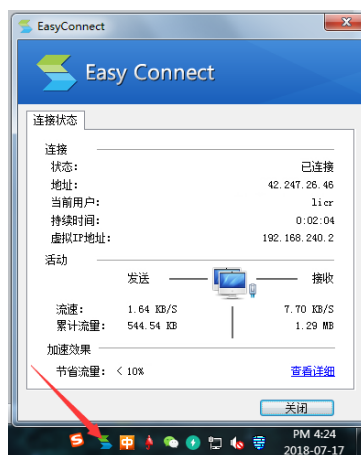 EasyConnect
Easy Connect
连接状态
连接
状态: 已连接
地址: 42.247.26.46
当前用户: licr
持续时间: 0:02:04
虚拟IP地址: 192.168.240.2
活动
发送 接收
流速: 1.64 KB/S 7.70 KB/S
累计流量: 544.54 KB 1.29 MB
加速效果
节省流量: < 10% 查看详细
关闭
中
PM 4:24
2018-07-17